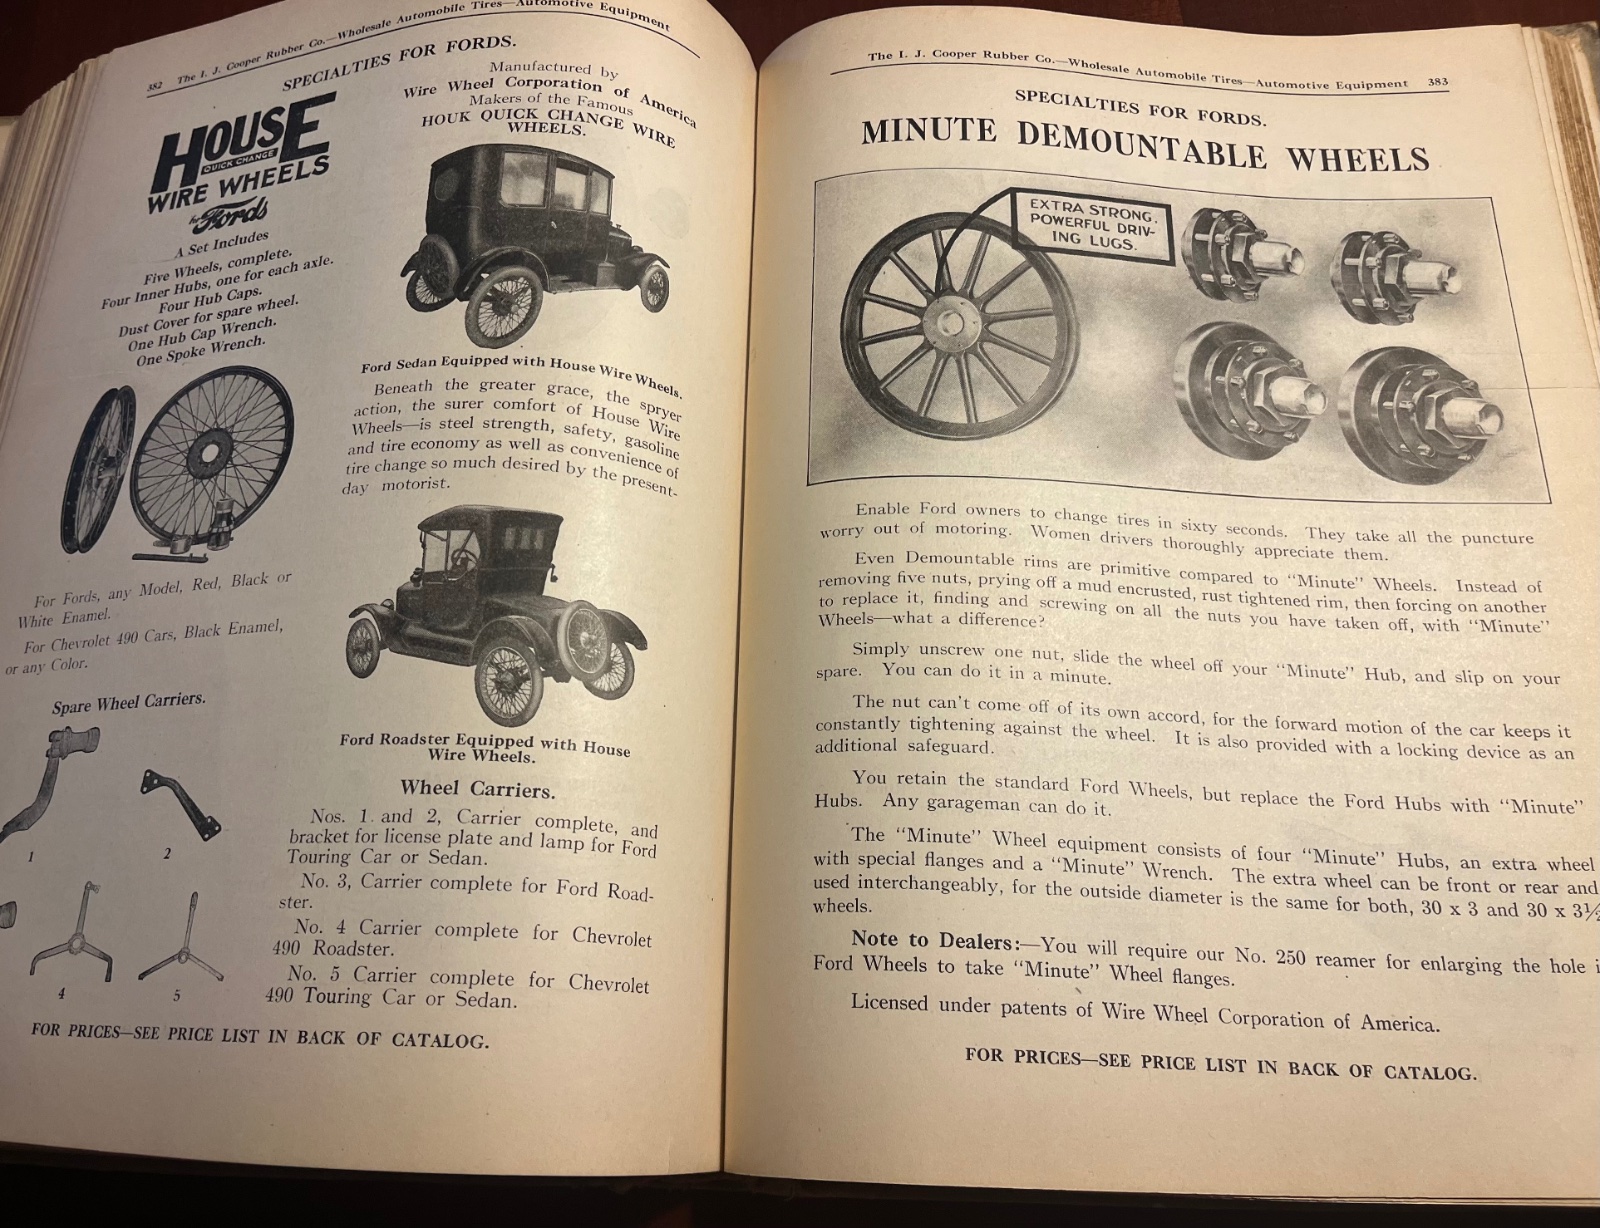 382 The I. J. Cooper Rubber Co.—Wholesale Automobile Tires—Automotive Equipment
SPECIALTIES FOR FORDS.
HOUSE
QUICK CHANGE
WIRE WHEELS
for Fords
A Set Includes
Five Wheels, complete.
Four Inner Hubs, one for each axle.
Four Hub Caps.
Dust Cover for spare wheel.
One Hub Cap Wrench.
One Spoke Wrench.
For Fords, any Model, Red, Black or
White Enamel.
For Chevrolet 490 Cars, Black Enamel,
or any Color.
Spare Wheel Carriers.
1
2
4
5
Manufactured by
Wire Wheel Corporation of America
Makers of the Famous
HOUK QUICK CHANGE WIRE
WHEELS.
Ford Sedan Equipped with House Wire Wheels.
Beneath the greater grace, the spryer
action, the surer comfort of House Wire
Wheels—is steel strength, safety, gasoline
and tire economy as well as convenience of
tire change so much desired by the present-
day motorist.
Ford Roadster Equipped with House
Wire Wheels.
Wheel Carriers.
Nos. 1 and 2, Carrier complete, and
bracket for license plate and lamp for Ford
Touring Car or Sedan.
No. 3, Carrier complete for Ford Road-
ster.
No. 4 Carrier complete for Chevrolet
490 Roadster.
No. 5 Carrier complete for Chevrolet
490 Touring Car or Sedan.
FOR PRICES—SEE PRICE LIST IN BACK OF CATALOG.
The I. J. Cooper Rubber Co.—Wholesale Automobile Tires—Automotive Equipment 383
SPECIALTIES FOR FORDS.
MINUTE DEMOUNTABLE WHEELS
EXTRA STRONG.
POWERFUL DRIV-
ING LUGS.
Enable Ford owners to change tires in sixty seconds. They take all the puncture
worry out of motoring. Women drivers thoroughly appreciate them.
Even Demountable rims are primitive compared to "Minute" Wheels. Instead of
removing five nuts, prying off a mud encrusted, rust tightened rim, then forcing on another
to replace it, finding and screwing on all the nuts you have taken off, with "Minute"
Wheels—what a difference?
Simply unscrew one nut, slide the wheel off your "Minute" Hub, and slip on your
spare. You can do it in a minute.
The nut can't come off of its own accord, for the forward motion of the car keeps it
constantly tightening against the wheel. It is also provided with a locking device as an
additional safeguard.
You retain the standard Ford Wheels, but replace the Ford Hubs with "Minute"
Hubs. Any garageman can do it.
The "Minute" Wheel equipment consists of four "Minute" Hubs, an extra wheel
with special flanges and a "Minute" Wrench. The extra wheel can be front or rear and
used interchangeably, for the outside diameter is the same for both, 30 x 3 and 30 x 3½
wheels.
Note to Dealers:—You will require our No. 250 reamer for enlarging the hole
Ford Wheels to take "Minute" Wheel flanges.
Licensed under patents of Wire Wheel Corporation of America.
FOR PRICES—SEE PRICE LIST IN BACK OF CATALOG.